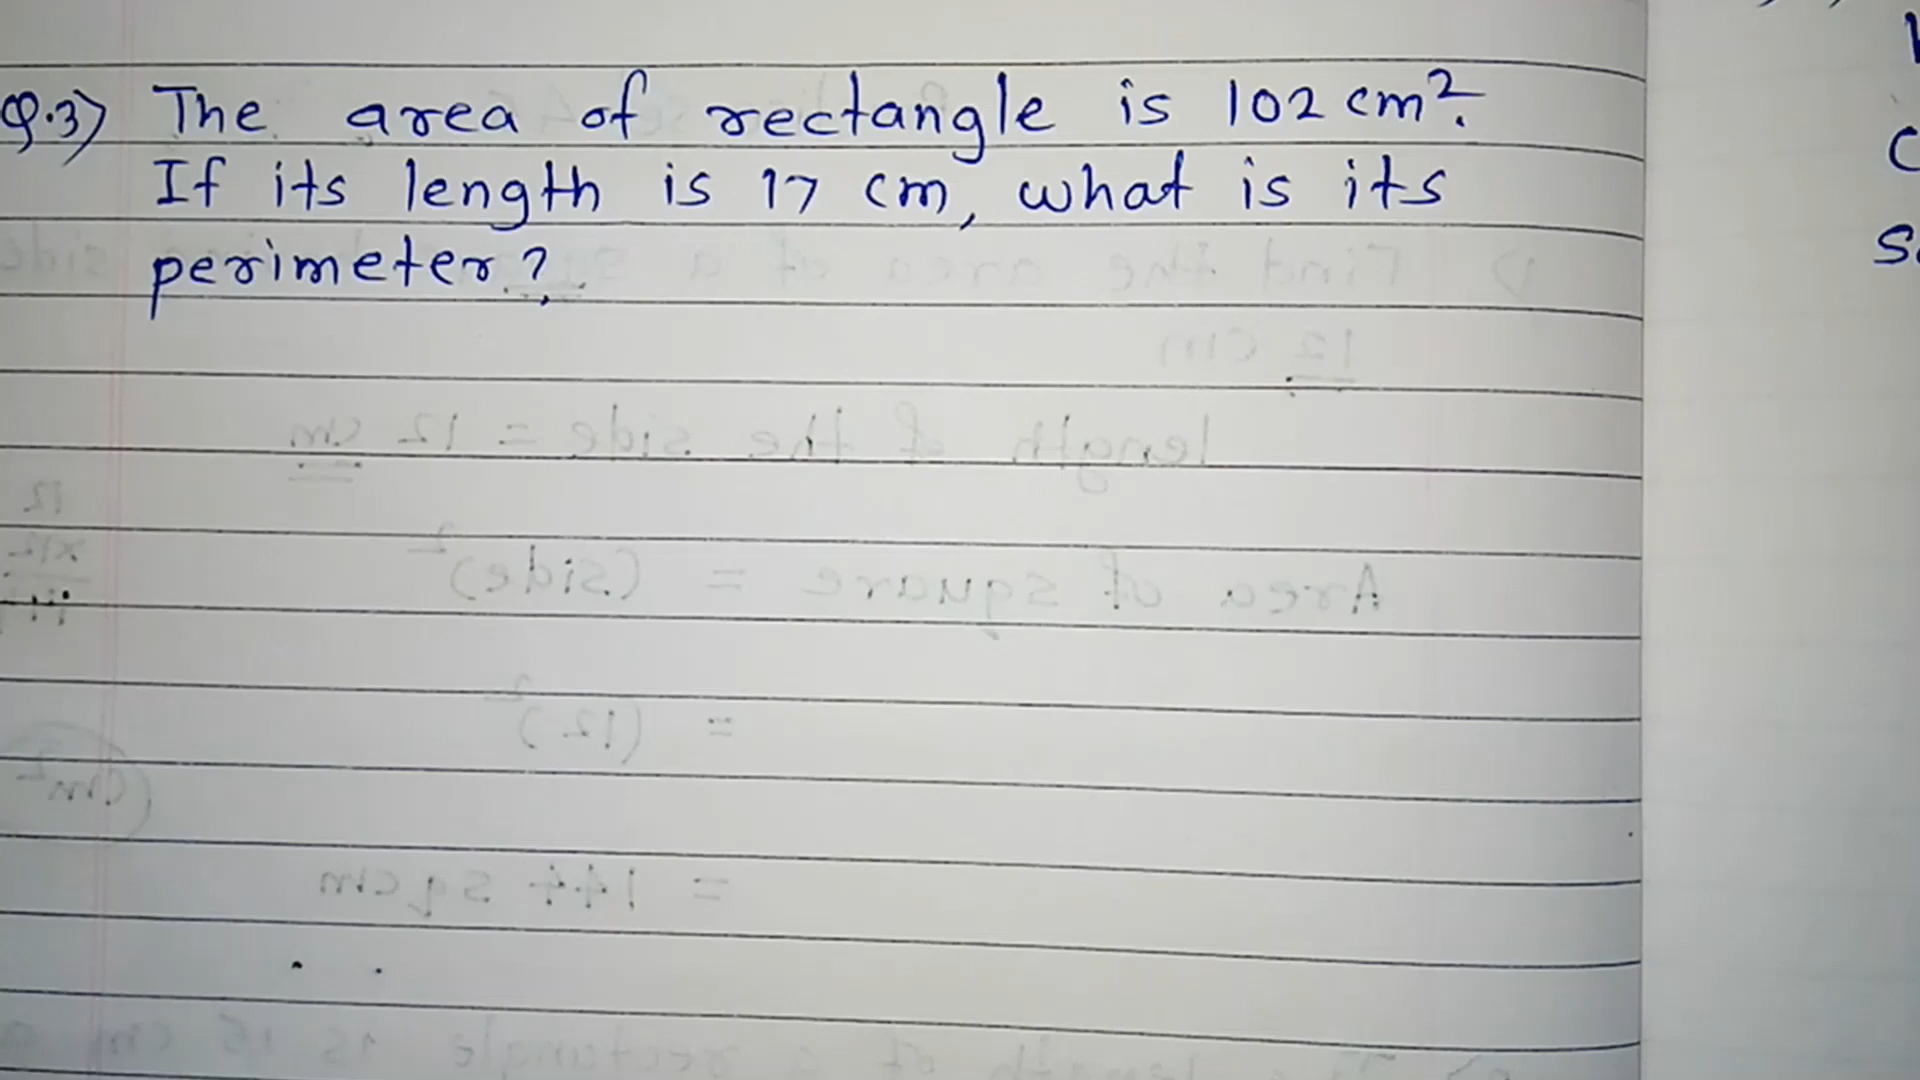 Q.3) The area of rectangle is 102 cm².
If its length is 17 cm, what is its
perimeter?